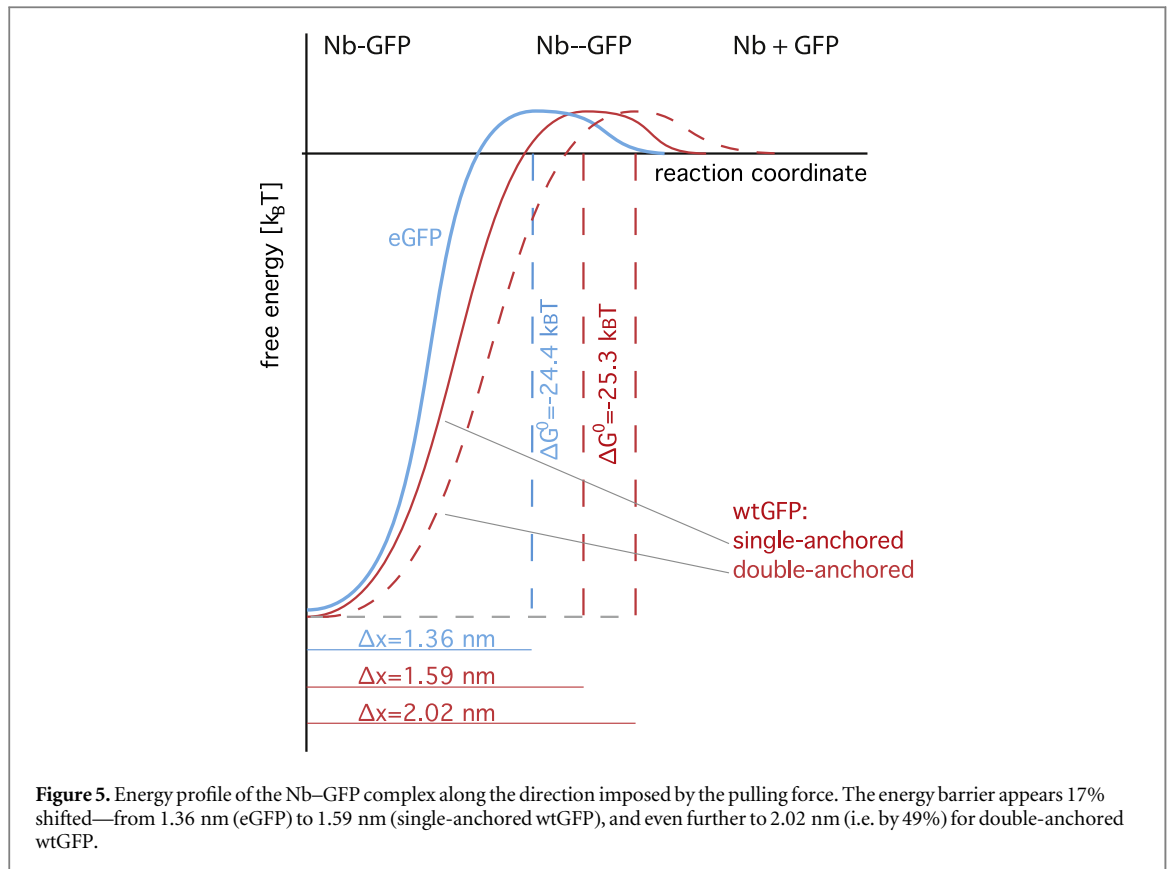 Nb-GFP Nb--GFP Nb + GFP
reaction coordinate
free energy [kBT]
eGFP
ΔG⁰=-24.4 kBT
ΔG⁰=-25.3 kBT
wtGFP:
single-anchored
double-anchored
Δx=1.36 nm
Δx=1.59 nm
Δx=2.02 nm
Figure 5. Energy profile of the Nb–GFP complex along the direction imposed by the pulling force. The energy barrier appears 17%
shifted—from 1.36 nm (eGFP) to 1.59 nm (single-anchored wtGFP), and even further to 2.02 nm (i.e. by 49%) for double-anchored
wtGFP.